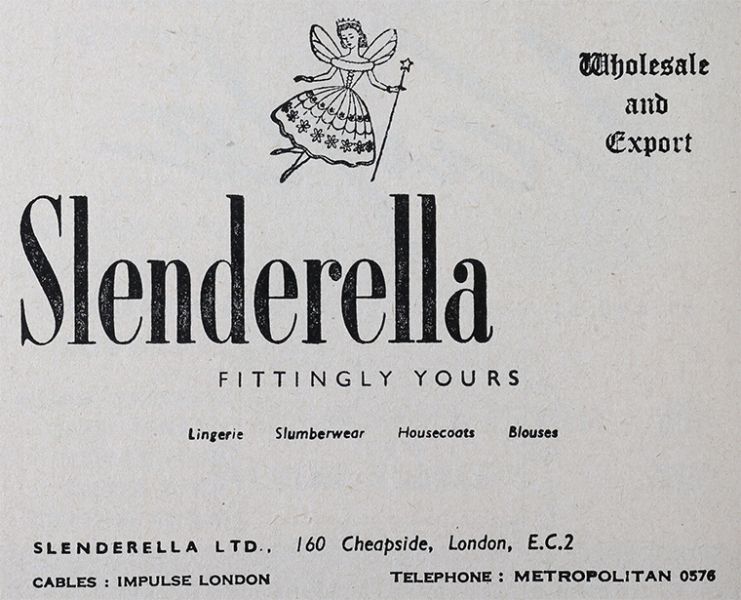 Wholesale
and
Export
Slenderella
FITTINGLY YOURS
Lingerie Slumberwear Housecoats Blouses
SLENDERELLA LTD., 160 Cheapside, London, E.C.2
CABLES : IMPULSE LONDON TELEPHONE : METROPOLITAN 0576